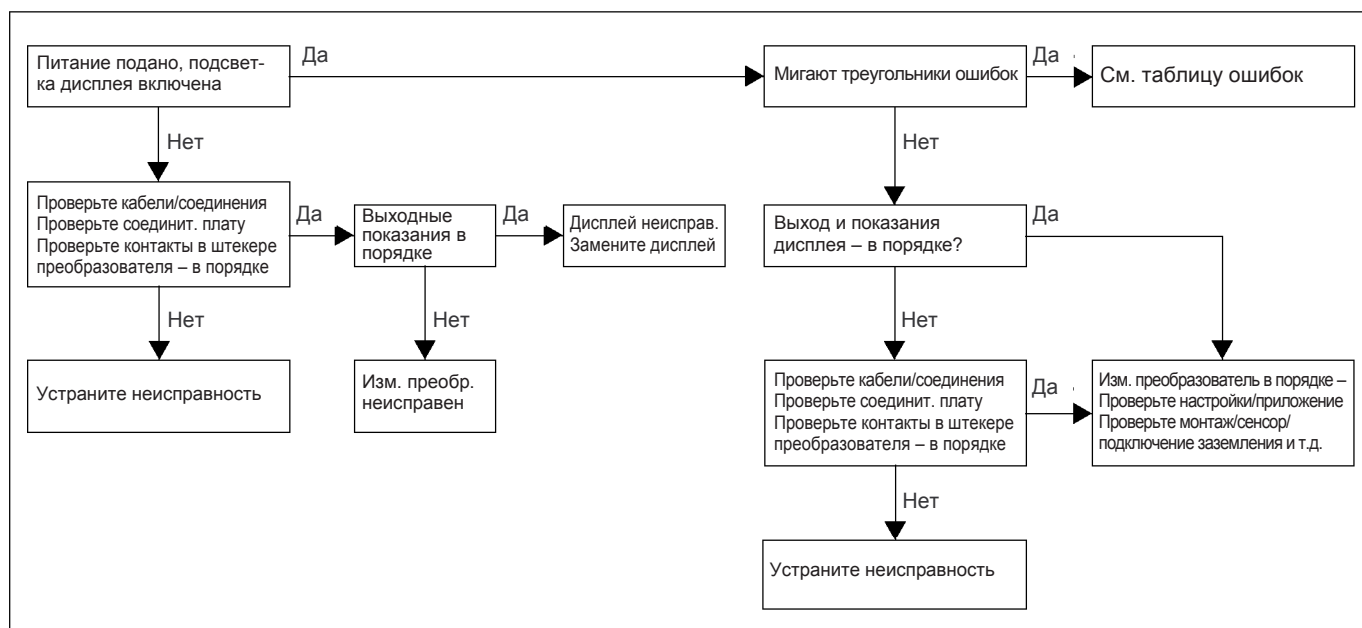 Питание подано, подсвет-
ка дисплея включена
Да
Мигают треугольники ошибок
Да
См. таблицу ошибок
Нет
Нет
Проверьте кабели/соединения
Проверьте соединит. плату
Проверьте контакты в штекере
преобразователя – в порядке
Да
Выходные
показания в
порядке
Да
Дисплей неисправ.
Замените дисплей
Выход и показания
дисплея – в порядке?
Да
Нет
Нет
Нет
Устраните неисправность
Изм. преобр.
неисправен
Проверьте кабели/соединения
Проверьте соединит. плату
Проверьте контакты в штекере
преобразователя – в порядке
Да
Изм. преобразователь в порядке –
Проверьте настройки/приложение
Проверьте монтаж/сенсор/
подключение заземления и т.д.
Нет
Устраните неисправность